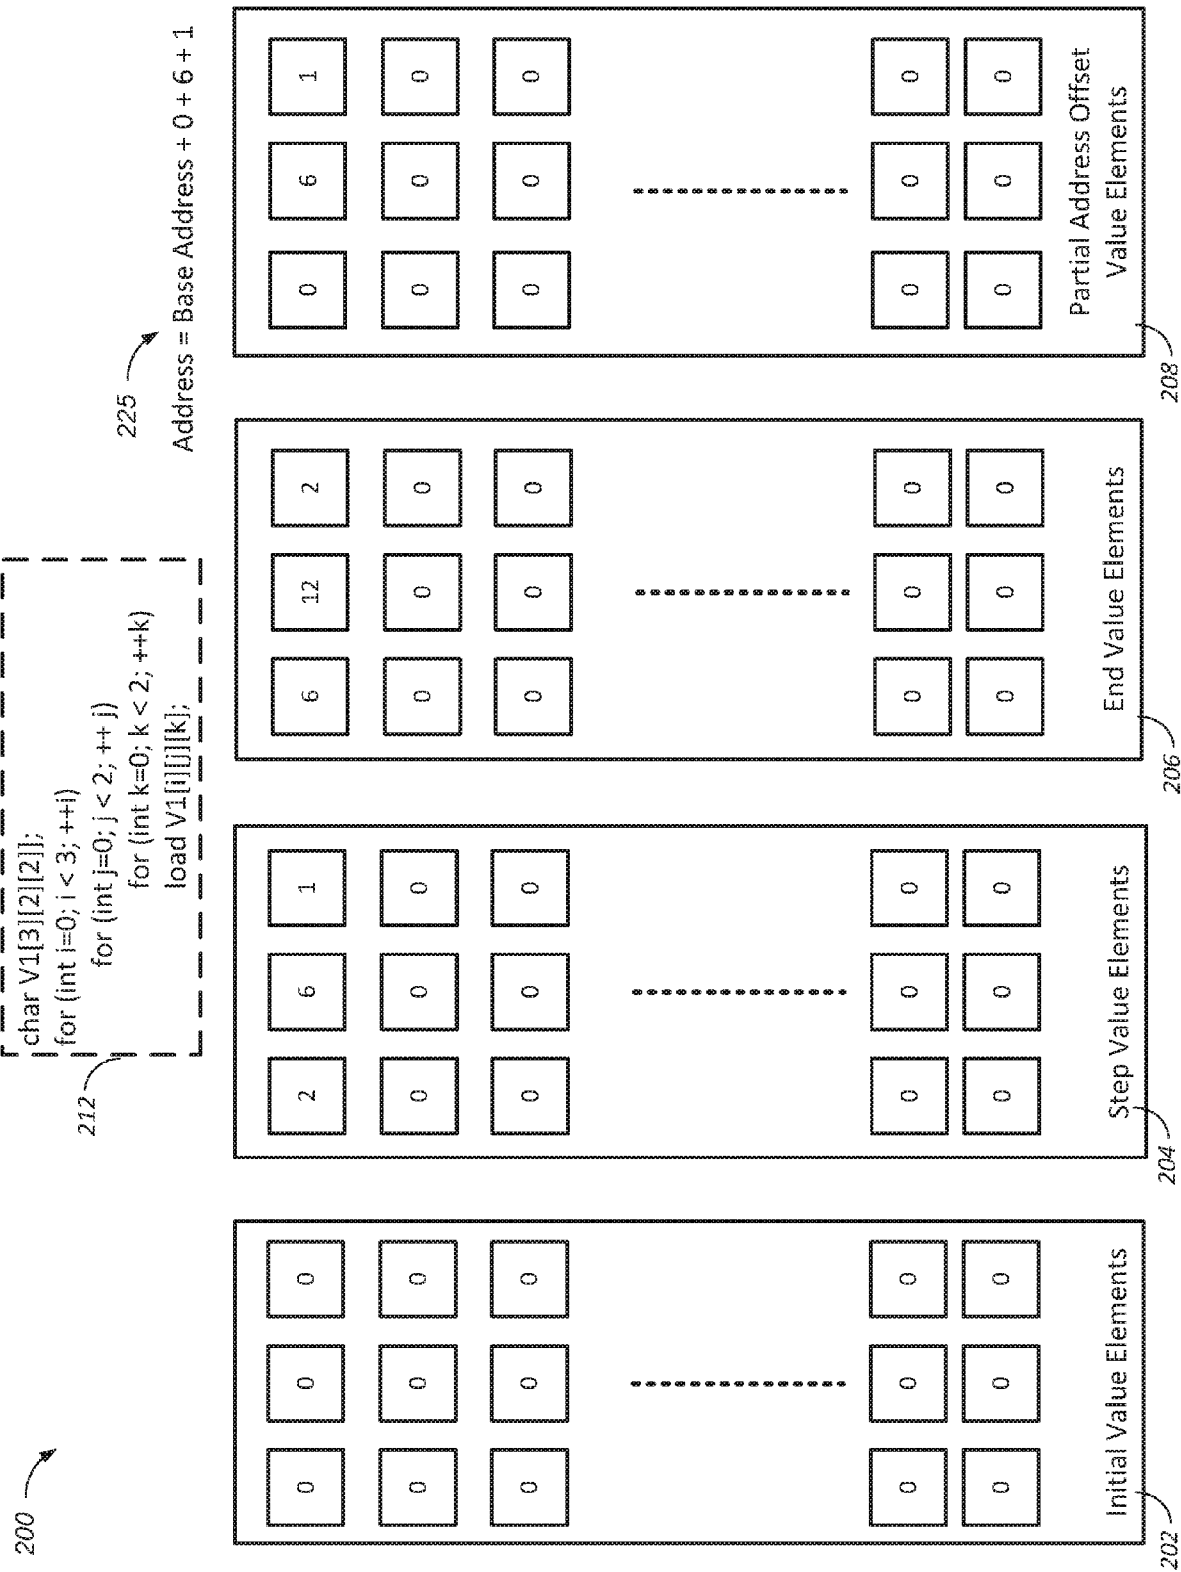 200
char V1[3][2][2];
for (int i=0; i < 3; ++i)
for (int j=0; j < 2; ++ j)
for (int k=0; k < 2; ++k)
load V1[i][j][k];
212
225
Address = Base Address + 0 + 6 + 1
0 0 0
0 0 0
0 0 0
0 0 0
0 0 0
Initial Value Elements
202
2 6 1
0 0 0
0 0 0
0 0 0
0 0 0
Step Value Elements
204
6 12 2
0 0 0
0 0 0
0 0 0
0 0 0
End Value Elements
206
0 6 1
0 0 0
0 0 0
0 0 0
0 0 0
Partial Address Offset
Value Elements
208